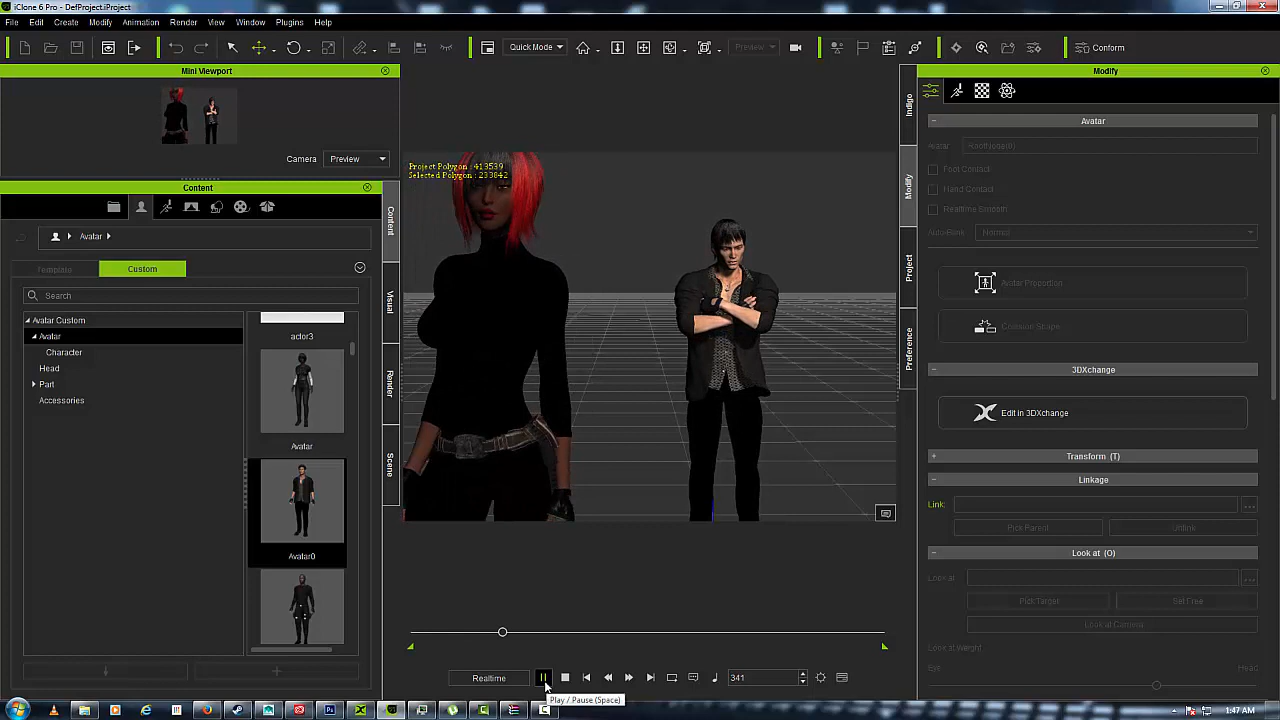 iClone 6 Pro - DefProject.iProject
File Edit Create Modify Animation Render View Window Plugins Help
Quick Mode
Preview
Conform
Mini Viewport
Camera Preview
Content
Avatar
Template Custom
Search
Avatar Custom
Avatar
Character
Head
Part
Accessories
actor3
Avatar
Avatar0
Content
Visual
Render
Scene
Project Polygon : 413539
Selected Polygon : 233842
Realtime
341
Play / Pause (Space)
Indigo
Modify
Project
Preference
Modify
Avatar
Avatar RootNode(0)
Foot Contact
Hand Contact
Realtime Smooth
Auto-Blink Normal
Avatar Proportion
Collision Shape
3DXchange
Edit in 3DXchange
Transform (T)
Linkage
Link:
Pick Parent Unlink
Look at (O)
Look at
Pick Target Set Free
Look at Camera
Look at Weight
Eye Head
1:47 AM